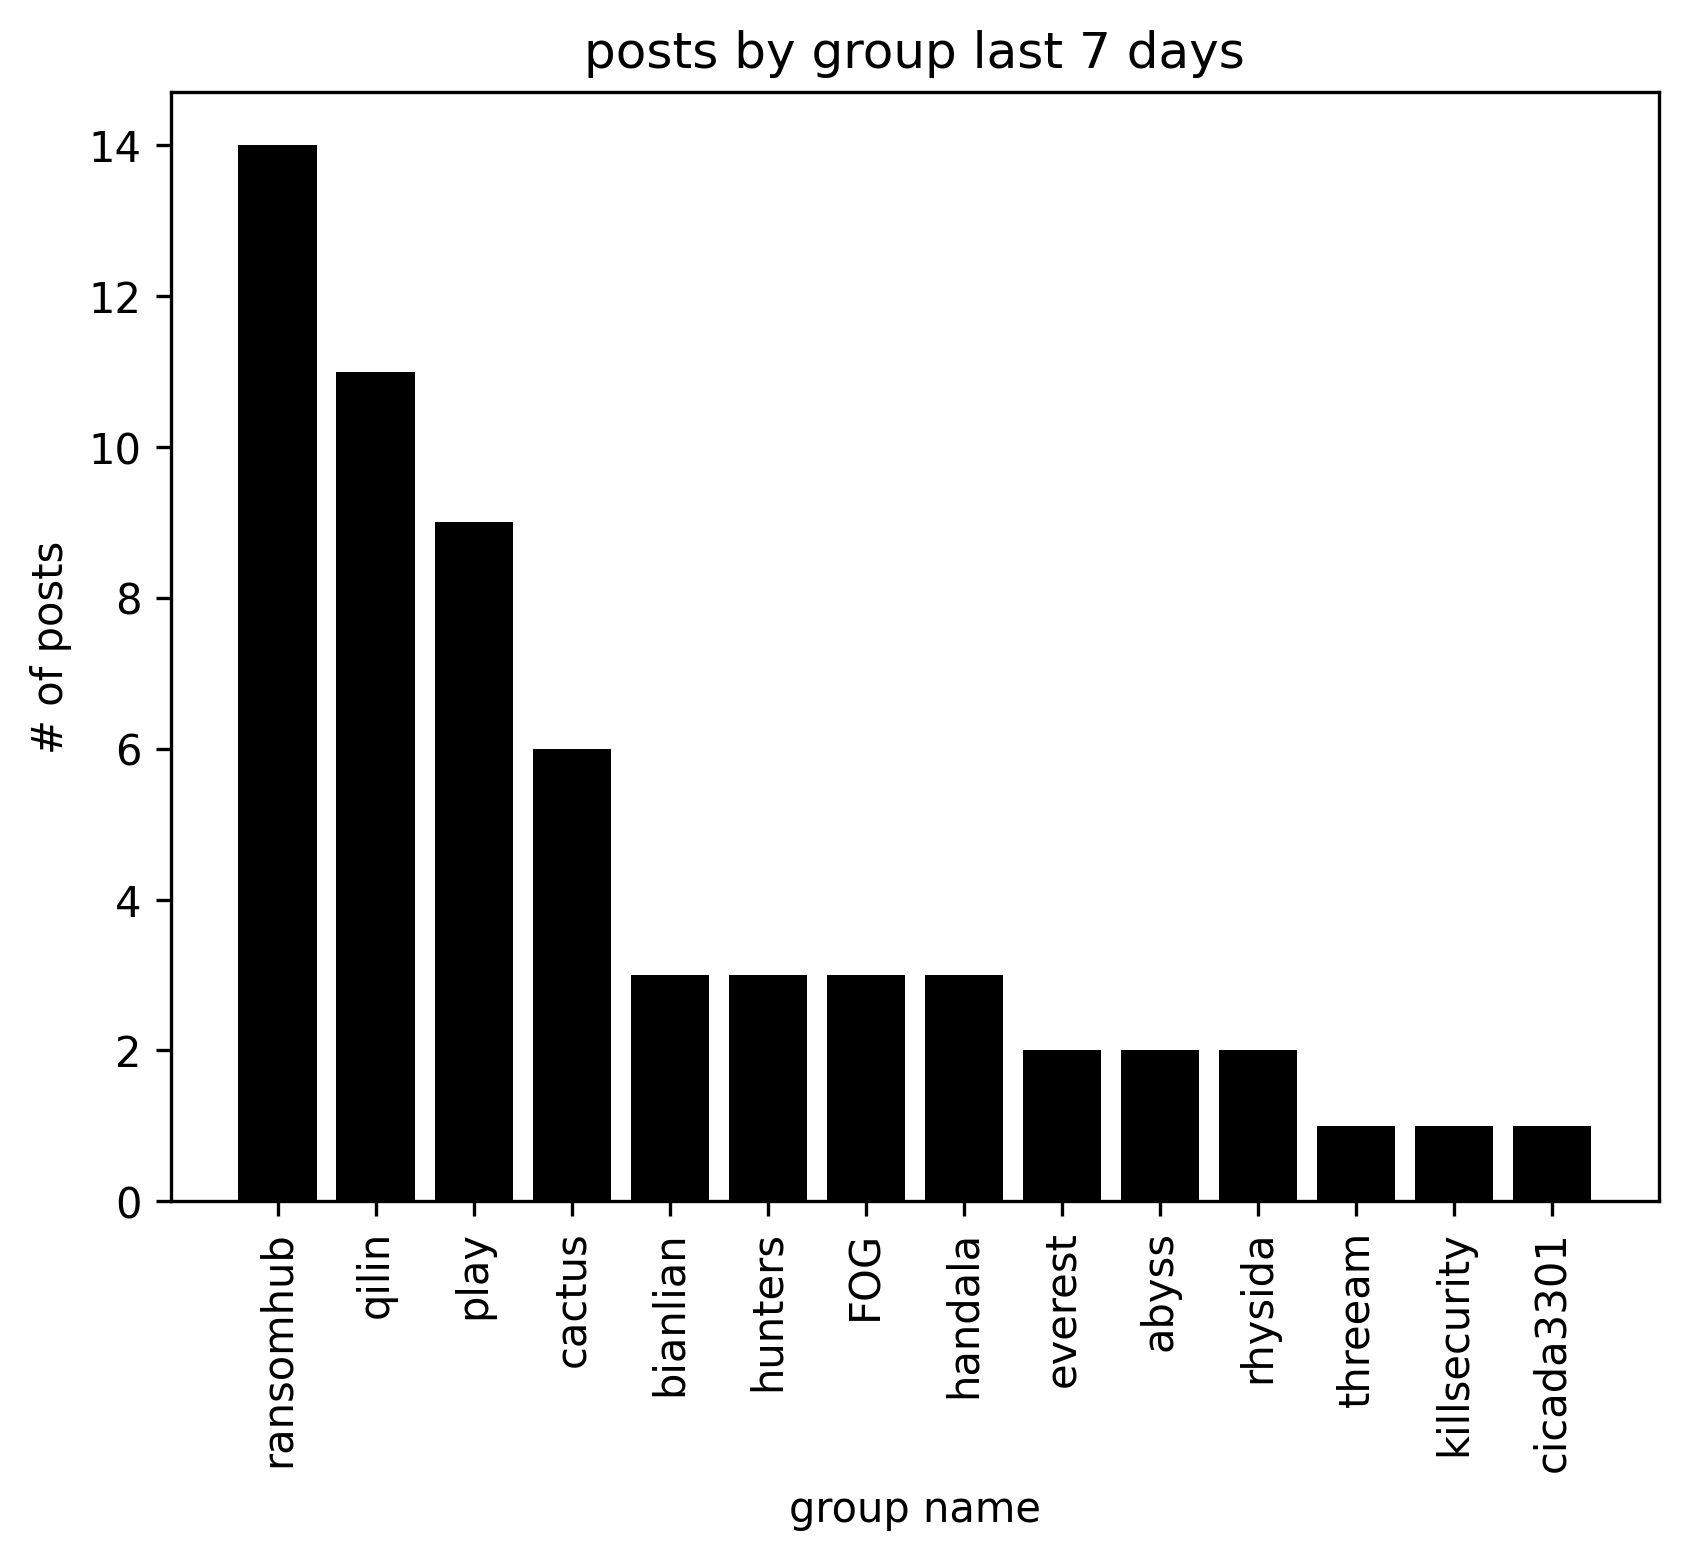 posts by group last 7 days
# of posts
14
12
10
8
6
4
2
0
ransomhub
qilin
play
cactus
bianlian
hunters
FOG
handala
everest
abyss
rhysida
threeam
killsecurity
cicada3301
group name